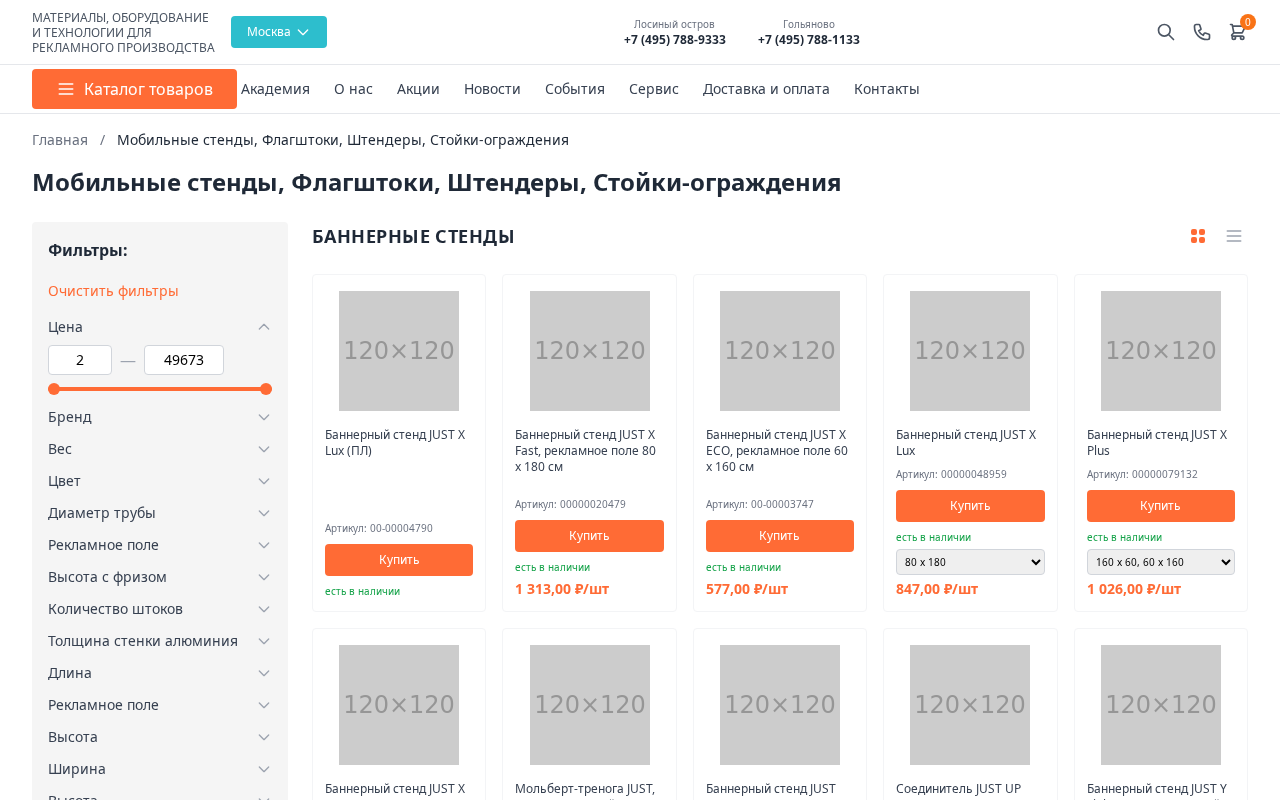 МАТЕРИАЛЫ, ОБОРУДОВАНИЕ
И ТЕХНОЛОГИИ ДЛЯ
РЕКЛАМНОГО ПРОИЗВОДСТВА
Москва
Лосиный остров
+7 (495) 788-9333
Гольяново
+7 (495) 788-1133
0
Каталог товаров
Академия
О нас
Акции
Новости
События
Сервис
Доставка и оплата
Контакты
Главная / Мобильные стенды, Флагштоки, Штендеры, Стойки-ограждения
Мобильные стенды, Флагштоки, Штендеры, Стойки-ограждения
Фильтры:
Очистить фильтры
Цена
2 — 49673
Бренд
Вес
Цвет
Диаметр трубы
Рекламное поле
Высота с фризом
Количество штоков
Толщина стенки алюминия
Длина
Рекламное поле
Высота
Ширина
Высота
БАННЕРНЫЕ СТЕНДЫ
120×120
Баннерный стенд JUST X
Lux (ПЛ)
Артикул: 00-00004790
Купить
есть в наличии
120×120
Баннерный стенд JUST X
Fast, рекламное поле 80
х 180 см
Артикул: 00000020479
Купить
есть в наличии
1 313,00 ₽/шт
120×120
Баннерный стенд JUST X
ECO, рекламное поле 60
х 160 см
Артикул: 00-00003747
Купить
есть в наличии
577,00 ₽/шт
120×120
Баннерный стенд JUST X
Lux
Артикул: 00000048959
Купить
есть в наличии
80 x 180
847,00 ₽/шт
120×120
Баннерный стенд JUST X
Plus
Артикул: 00000079132
Купить
есть в наличии
160 x 60, 60 x 160
1 026,00 ₽/шт
120×120
Баннерный стенд JUST X
120×120
Мольберт-тренога JUST,
120×120
Баннерный стенд JUST
120×120
Соединитель JUST UP
120×120
Баннерный стенд JUST Y